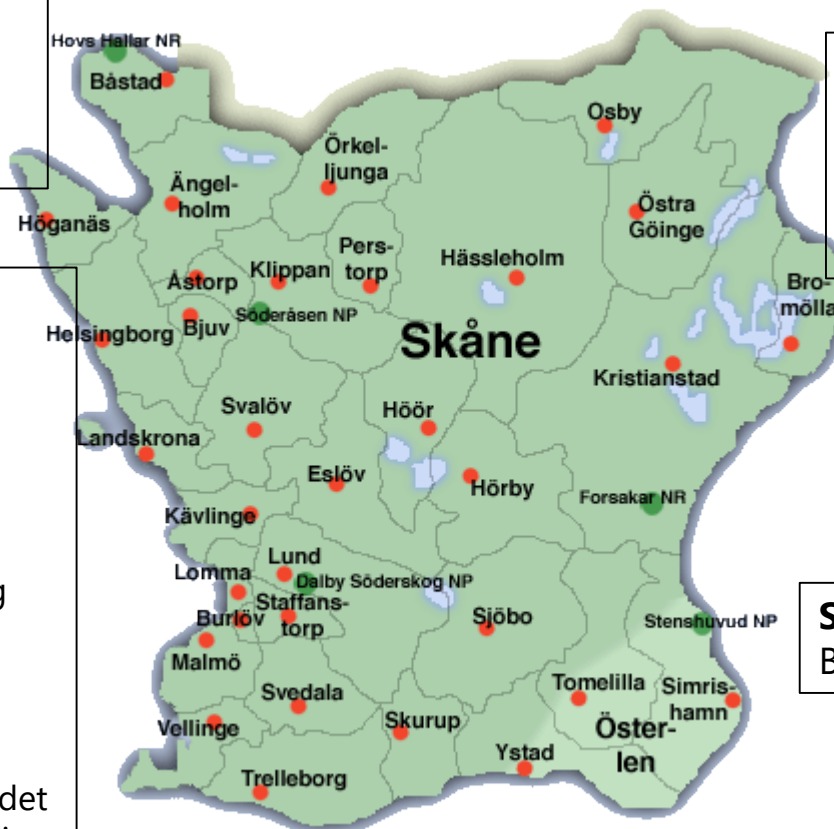 Hovs Hallar NR
Båstad
Osby
Örkel-
ljunga
Ängel-
holm
Östra
Göinge
Höganäs
Pers-
torp
Hässleholm
Klippan
Åstorp
Bro-
mölla
Söderåsen NP
Bjuv
Helsingborg
Skåne
Kristianstad
Svalöv
Höör
Landskrona
Eslöv
Hörby
Forsakar NR
Kävlinge
Lund
Lomma
Dalby Söderskog NP
g
Staffans-
torp
Burlöv
Sjöbo
Stenshuvud NP
S
B
Malmö
Tomelilla
Simris-
hamn
Svedala
Skurup
Vellinge
Öster-
len
Ystad
Trelleborg
det